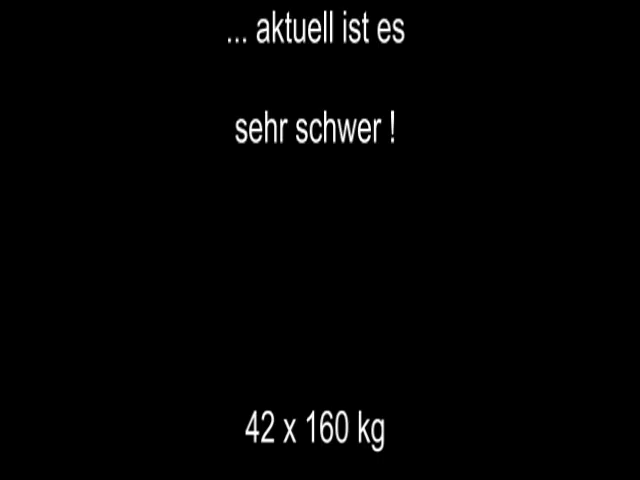 ... aktuell ist es
sehr schwer !
42 x 160 kg